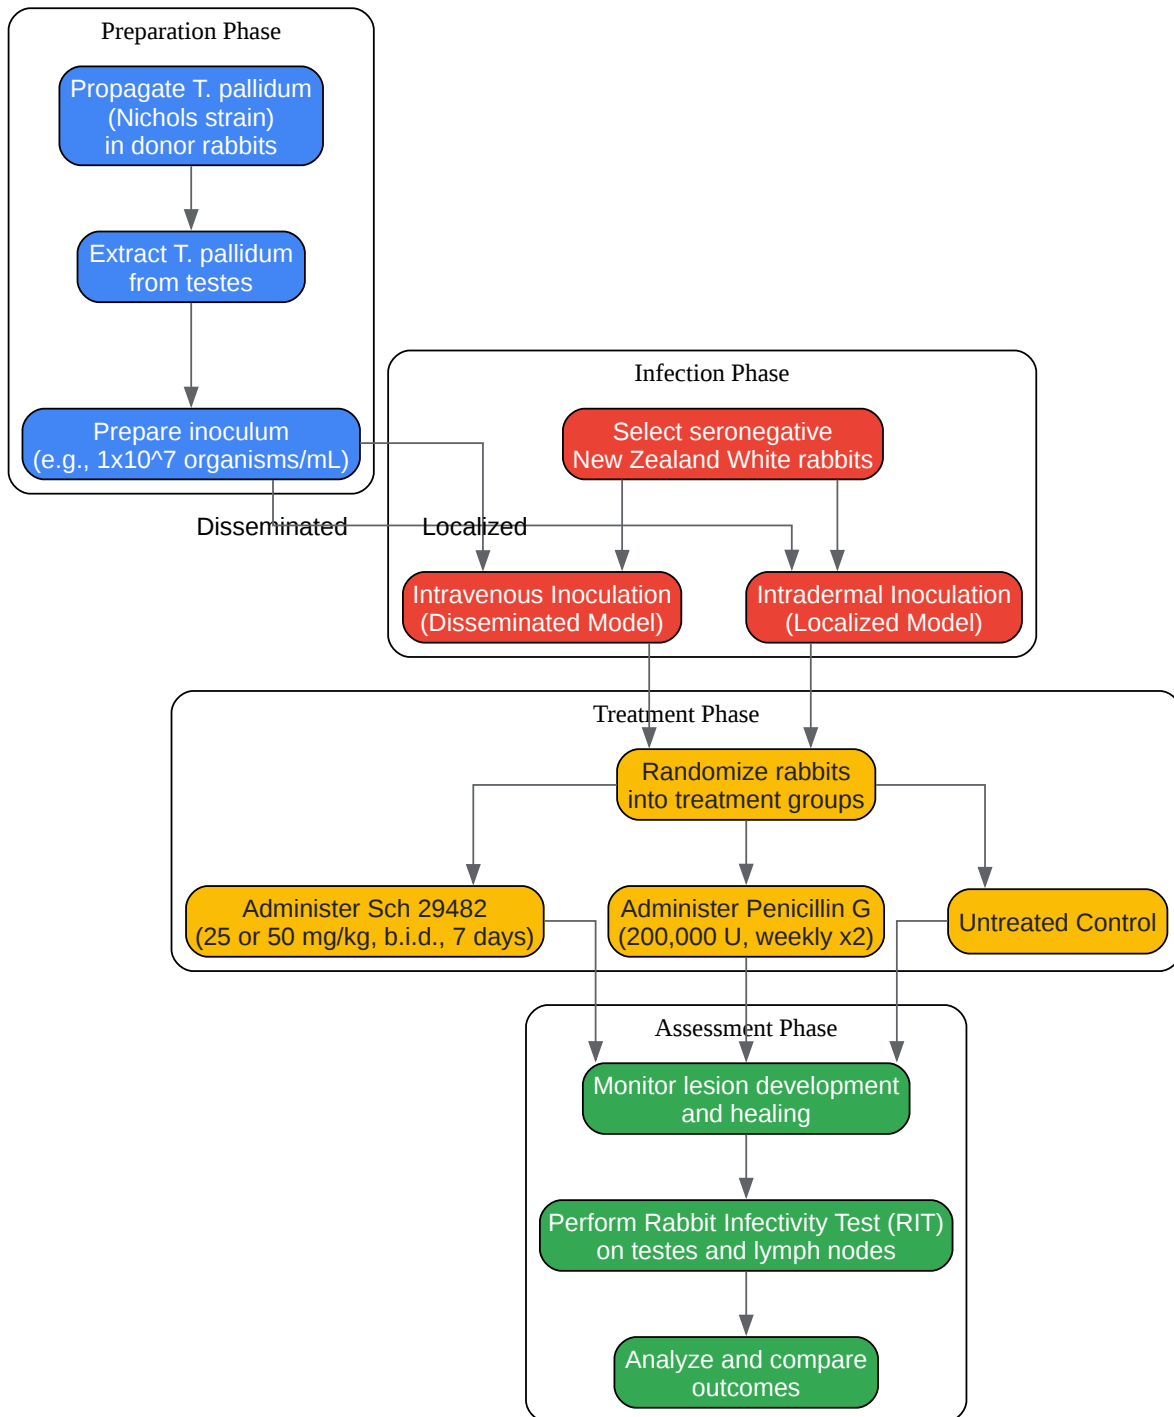 Preparation Phase
Propagate T. pallidum
(Nichols strain)
in donor rabbits
Extract T. pallidum
from testes
Prepare inoculum
(e.g., 1x10^7 organisms/mL)
Infection Phase
Select seronegative
New Zealand White rabbits
Disseminated
Localized
Intravenous Inoculation
(Disseminated Model)
Intradermal Inoculation
(Localized Model)
Treatment Phase
Randomize rabbits
into treatment groups
Administer Sch 29482
(25 or 50 mg/kg, b.i.d., 7 days)
Administer Penicillin G
(200,000 U, weekly x2)
Untreated Control
Assessment Phase
Monitor lesion development
and healing
Perform Rabbit Infectivity Test (RIT)
on testes and lymph nodes
Analyze and compare
outcomes